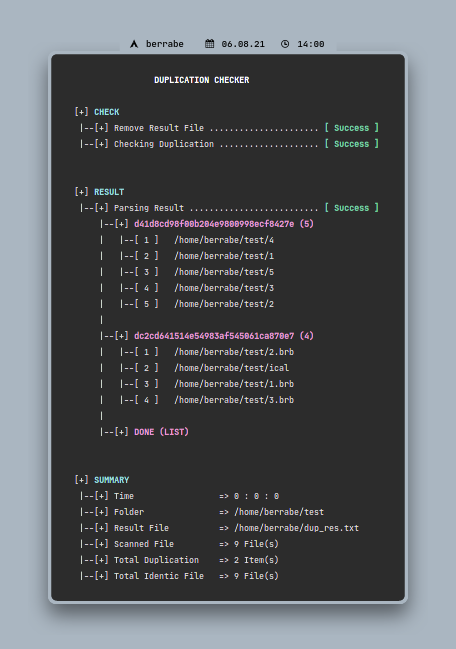 berrabe 06.08.21 14:00
DUPLICATION CHECKER
[+] CHECK
|--[+] Remove Result File ...................... [ Success ]
|--[+] Checking Duplication .................... [ Success ]
[+] RESULT
|--[+] Parsing Result .......................... [ Success ]
|--[+] d41d8cd98f00b204e9800998ecf8427e (5)
|   |--[ 1 ]   /home/berrabe/test/4
|   |--[ 2 ]   /home/berrabe/test/1
|   |--[ 3 ]   /home/berrabe/test/5
|   |--[ 4 ]   /home/berrabe/test/3
|   |--[ 5 ]   /home/berrabe/test/2
|
|--[+] dc2cd641514e54983af545061ca870e7 (4)
|   |--[ 1 ]   /home/berrabe/test/2.brb
|   |--[ 2 ]   /home/berrabe/test/ical
|   |--[ 3 ]   /home/berrabe/test/1.brb
|   |--[ 4 ]   /home/berrabe/test/3.brb
|
|--[+] DONE (LIST)
[+] SUMMARY
|--[+] Time                 => 0 : 0 : 0
|--[+] Folder               => /home/berrabe/test
|--[+] Result File          => /home/berrabe/dup_res.txt
|--[+] Scanned File         => 9 File(s)
|--[+] Total Duplication    => 2 Item(s)
|--[+] Total Identic File   => 9 File(s)